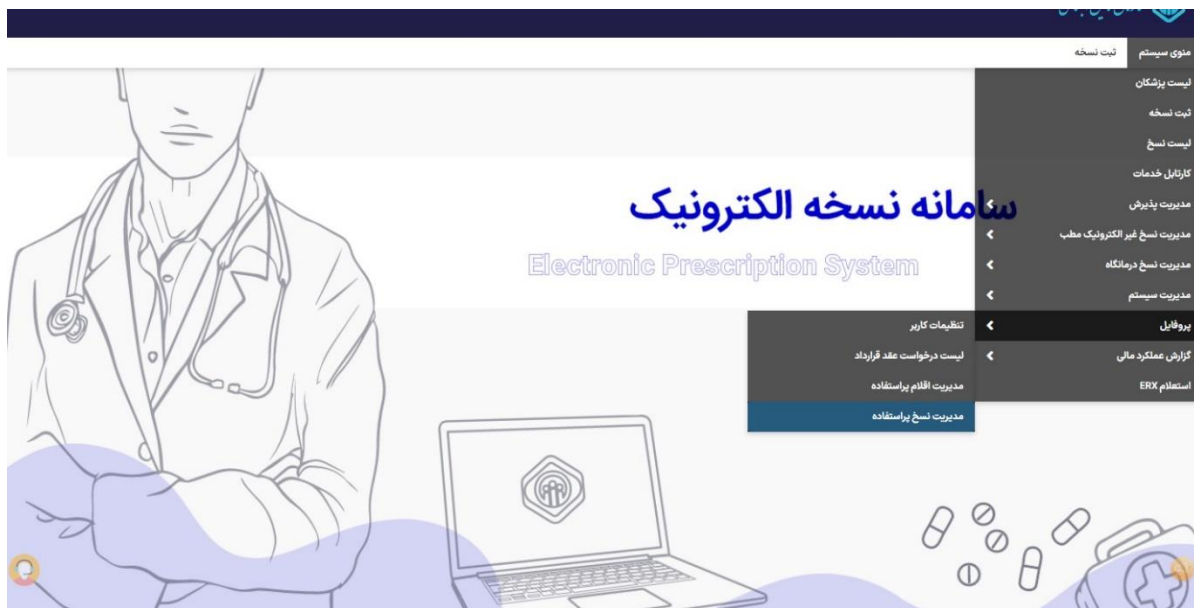 منوی سیستم
ثبت نسخه
لیست پزشکان
ثبت نسخه
لیست نسخ
کارتابل خدمات
مدیریت پذیرش
مدیریت نسخ غیر الکترونیک مطب
مدیریت نسخ درمانگاه
مدیریت سیستم
پروفایل
گزارش عملکرد مالی
استعلام ERX
تنظیمات کاربر
لیست درخواست عقد قرارداد
مدیریت اقلام پراستفاده
مدیریت نسخ پراستفاده
سامانه نسخه الکترونیک
Electronic Prescription System